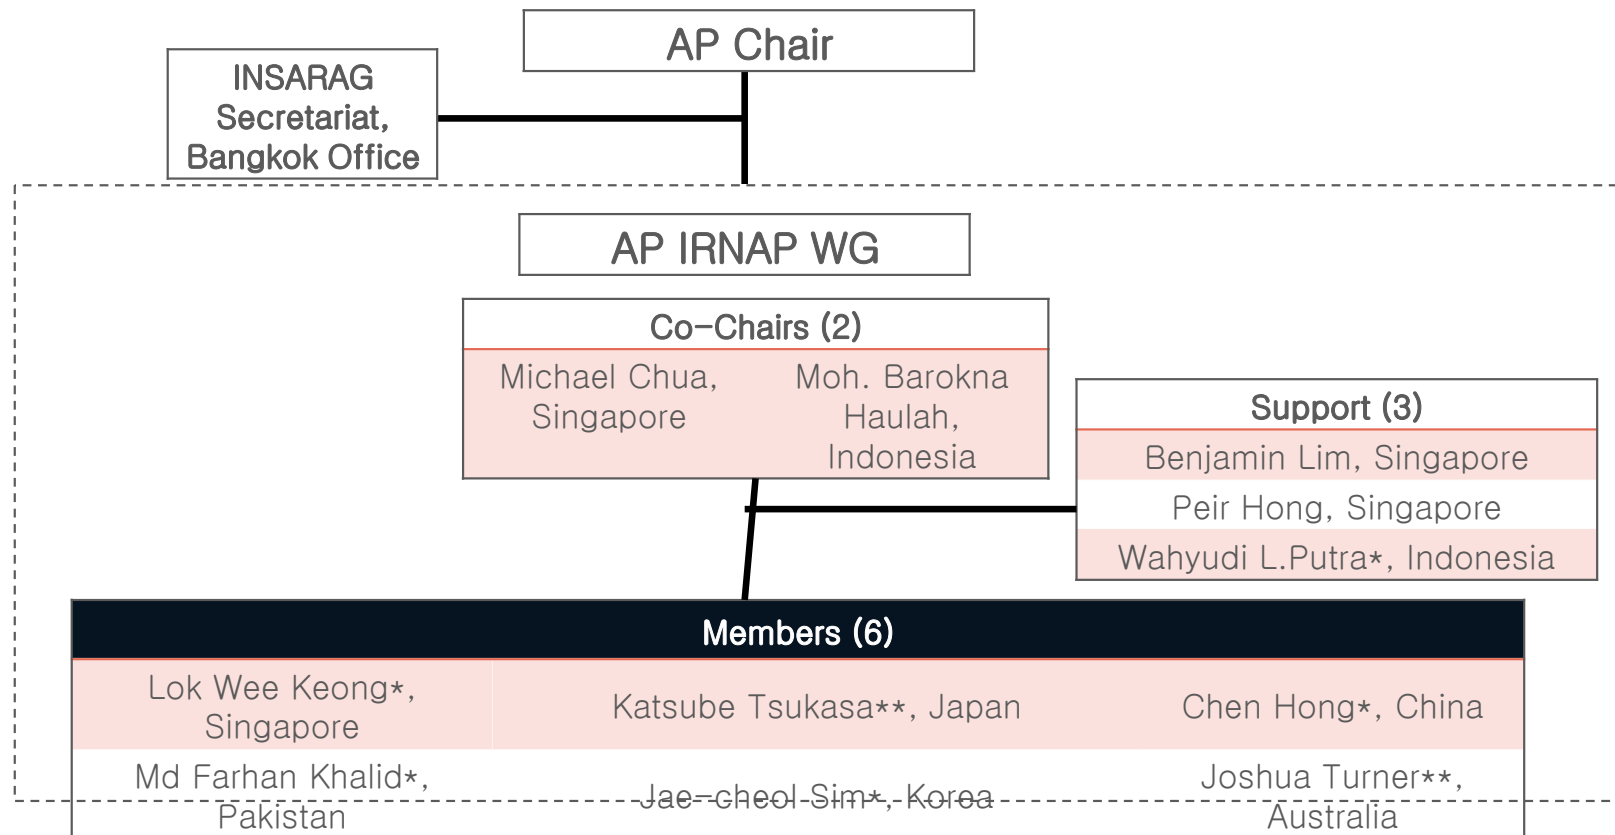 AP Chair
INSARAG
Secretariat,
Bangkok Office
AP IRNAP WG
Co-Chairs (2)
Michael Chua,
Singapore
Moh. Barokna
Haulah,
Indonesia
Support (3)
Benjamin Lim, Singapore
Peir Hong, Singapore
Wahyudi L.Putra*, Indonesia
Members (6)
Lok Wee Keong*,
Singapore
Katsube Tsukasa**, Japan
Chen Hong*, China
Md Farhan Khalid*,
Pakistan
Jae-cheol Sim*, Korea
Joshua Turner**,
Australia